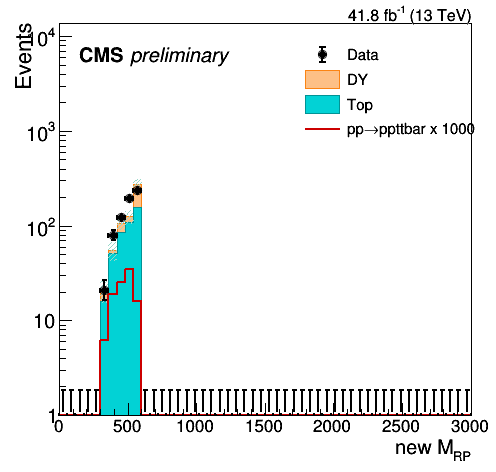 41.8 fb⁻¹ (13 TeV)
Events
CMS preliminary
Data
DY
Top
pp→ppttbar x 1000
10⁴
10³
10²
10
1
0 500 1000 1500 2000 2500 3000
new M_RP